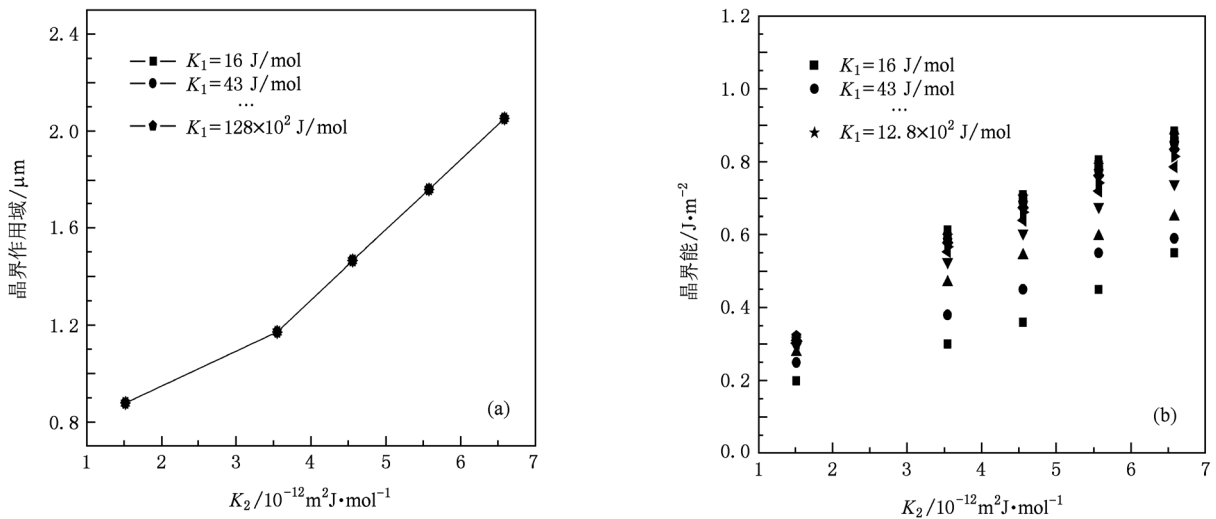 2.4
2.0
1.6
1.2
0.8
晶界作用域/μm
K₁=16 J/mol
K₁=43 J/mol
...
K₁=128×10² J/mol
(a)
1 2 3 4 5 6 7
K₂/10⁻¹²m²J·mol⁻¹
1.2
1.0
0.8
0.6
0.4
0.2
0.0
晶界能/J·m⁻²
K₁=16 J/mol
K₁=43 J/mol
...
K₁=12.8×10² J/mol
(b)
1 2 3 4 5 6 7
K₂/10⁻¹²m²J·mol⁻¹